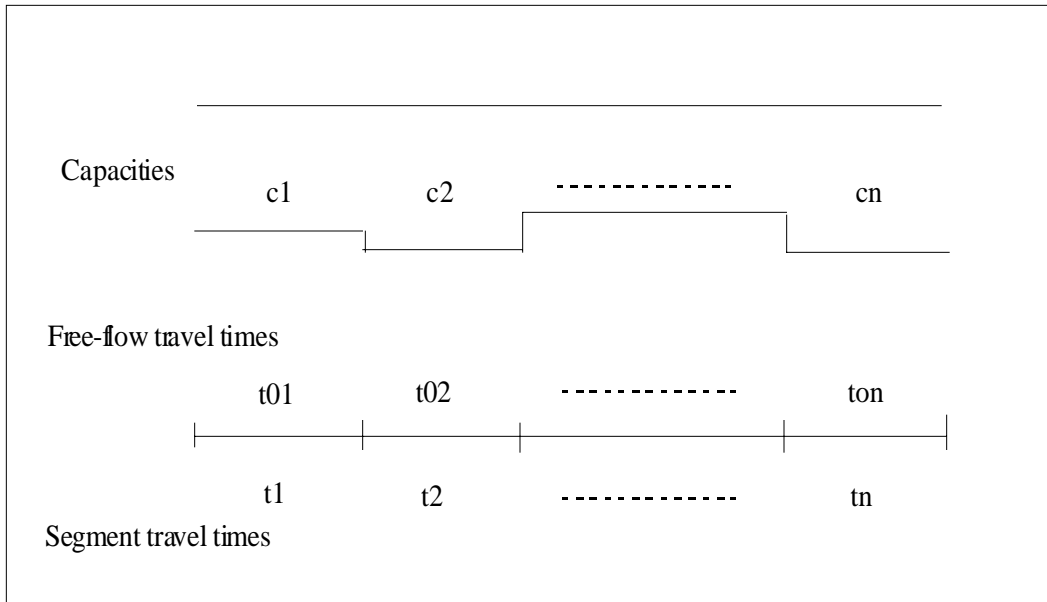 Capacities
c1 c2 cn
Free-flow travel times
t01 t02 ton
t1 t2 tn
Segment travel times